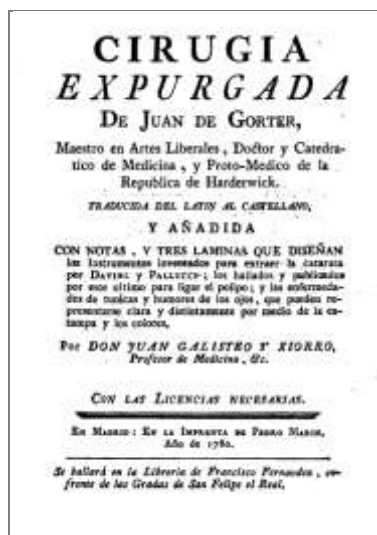 CIRUGIA
EXPURGADA
DE JUAN DE GORTER,
Maestro en Artes Liberales, Doctor y Catedra-
tico de Medicina, y Proto-Medico de la
Republica de Harderwick.
TRADUCIDA DEL LATIN AL CASTELLANO,
Y AÑADIDA
CON NOTAS, Y TRES LAMINAS QUE DISEÑAN
los Instrumentos inventados para extraer la catarata
por DAVIEL y PALLUCCI; los hallados y publicados
por este ultimo para ligar el polipo; y las enfermeda-
des de tunicas y humores de los ojos, que pueden re-
presentarse clara y distintamente por medio de la es-
tampa y los colores,
Por DON JUAN GALISTEO Y XIORRO,
Profesor de Medicina, &c.
CON LAS LICENCIAS NECESARIAS.
EN MADRID: EN LA IMPRENTA DE PEDRO MARIN,
Año de 1780.
Se hallará en la Libreria de Francisco Fernandez, en-
frente de las Gradas de San Felipe el Real.